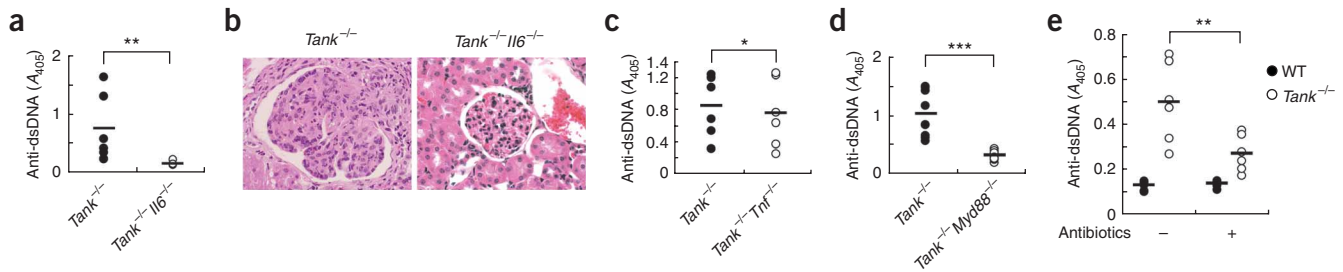 a
**
2
1
0
Anti-dsDNA (A405)
Tank–/–
Tank–/–Il6–/–
b
Tank–/–
Tank–/–Il6–/–
c
*
1.4
1.2
0.8
0.4
0
Anti-dsDNA (A405)
Tank–/–
Tank–/–Tnf–/–
d
***
2
1
0
Anti-dsDNA (A405)
Tank–/–
Tank–/–Myd88–/–
e
**
0.8
0.6
0.4
0.2
0
Anti-dsDNA (A405)
WT
Tank–/–
Antibiotics – +